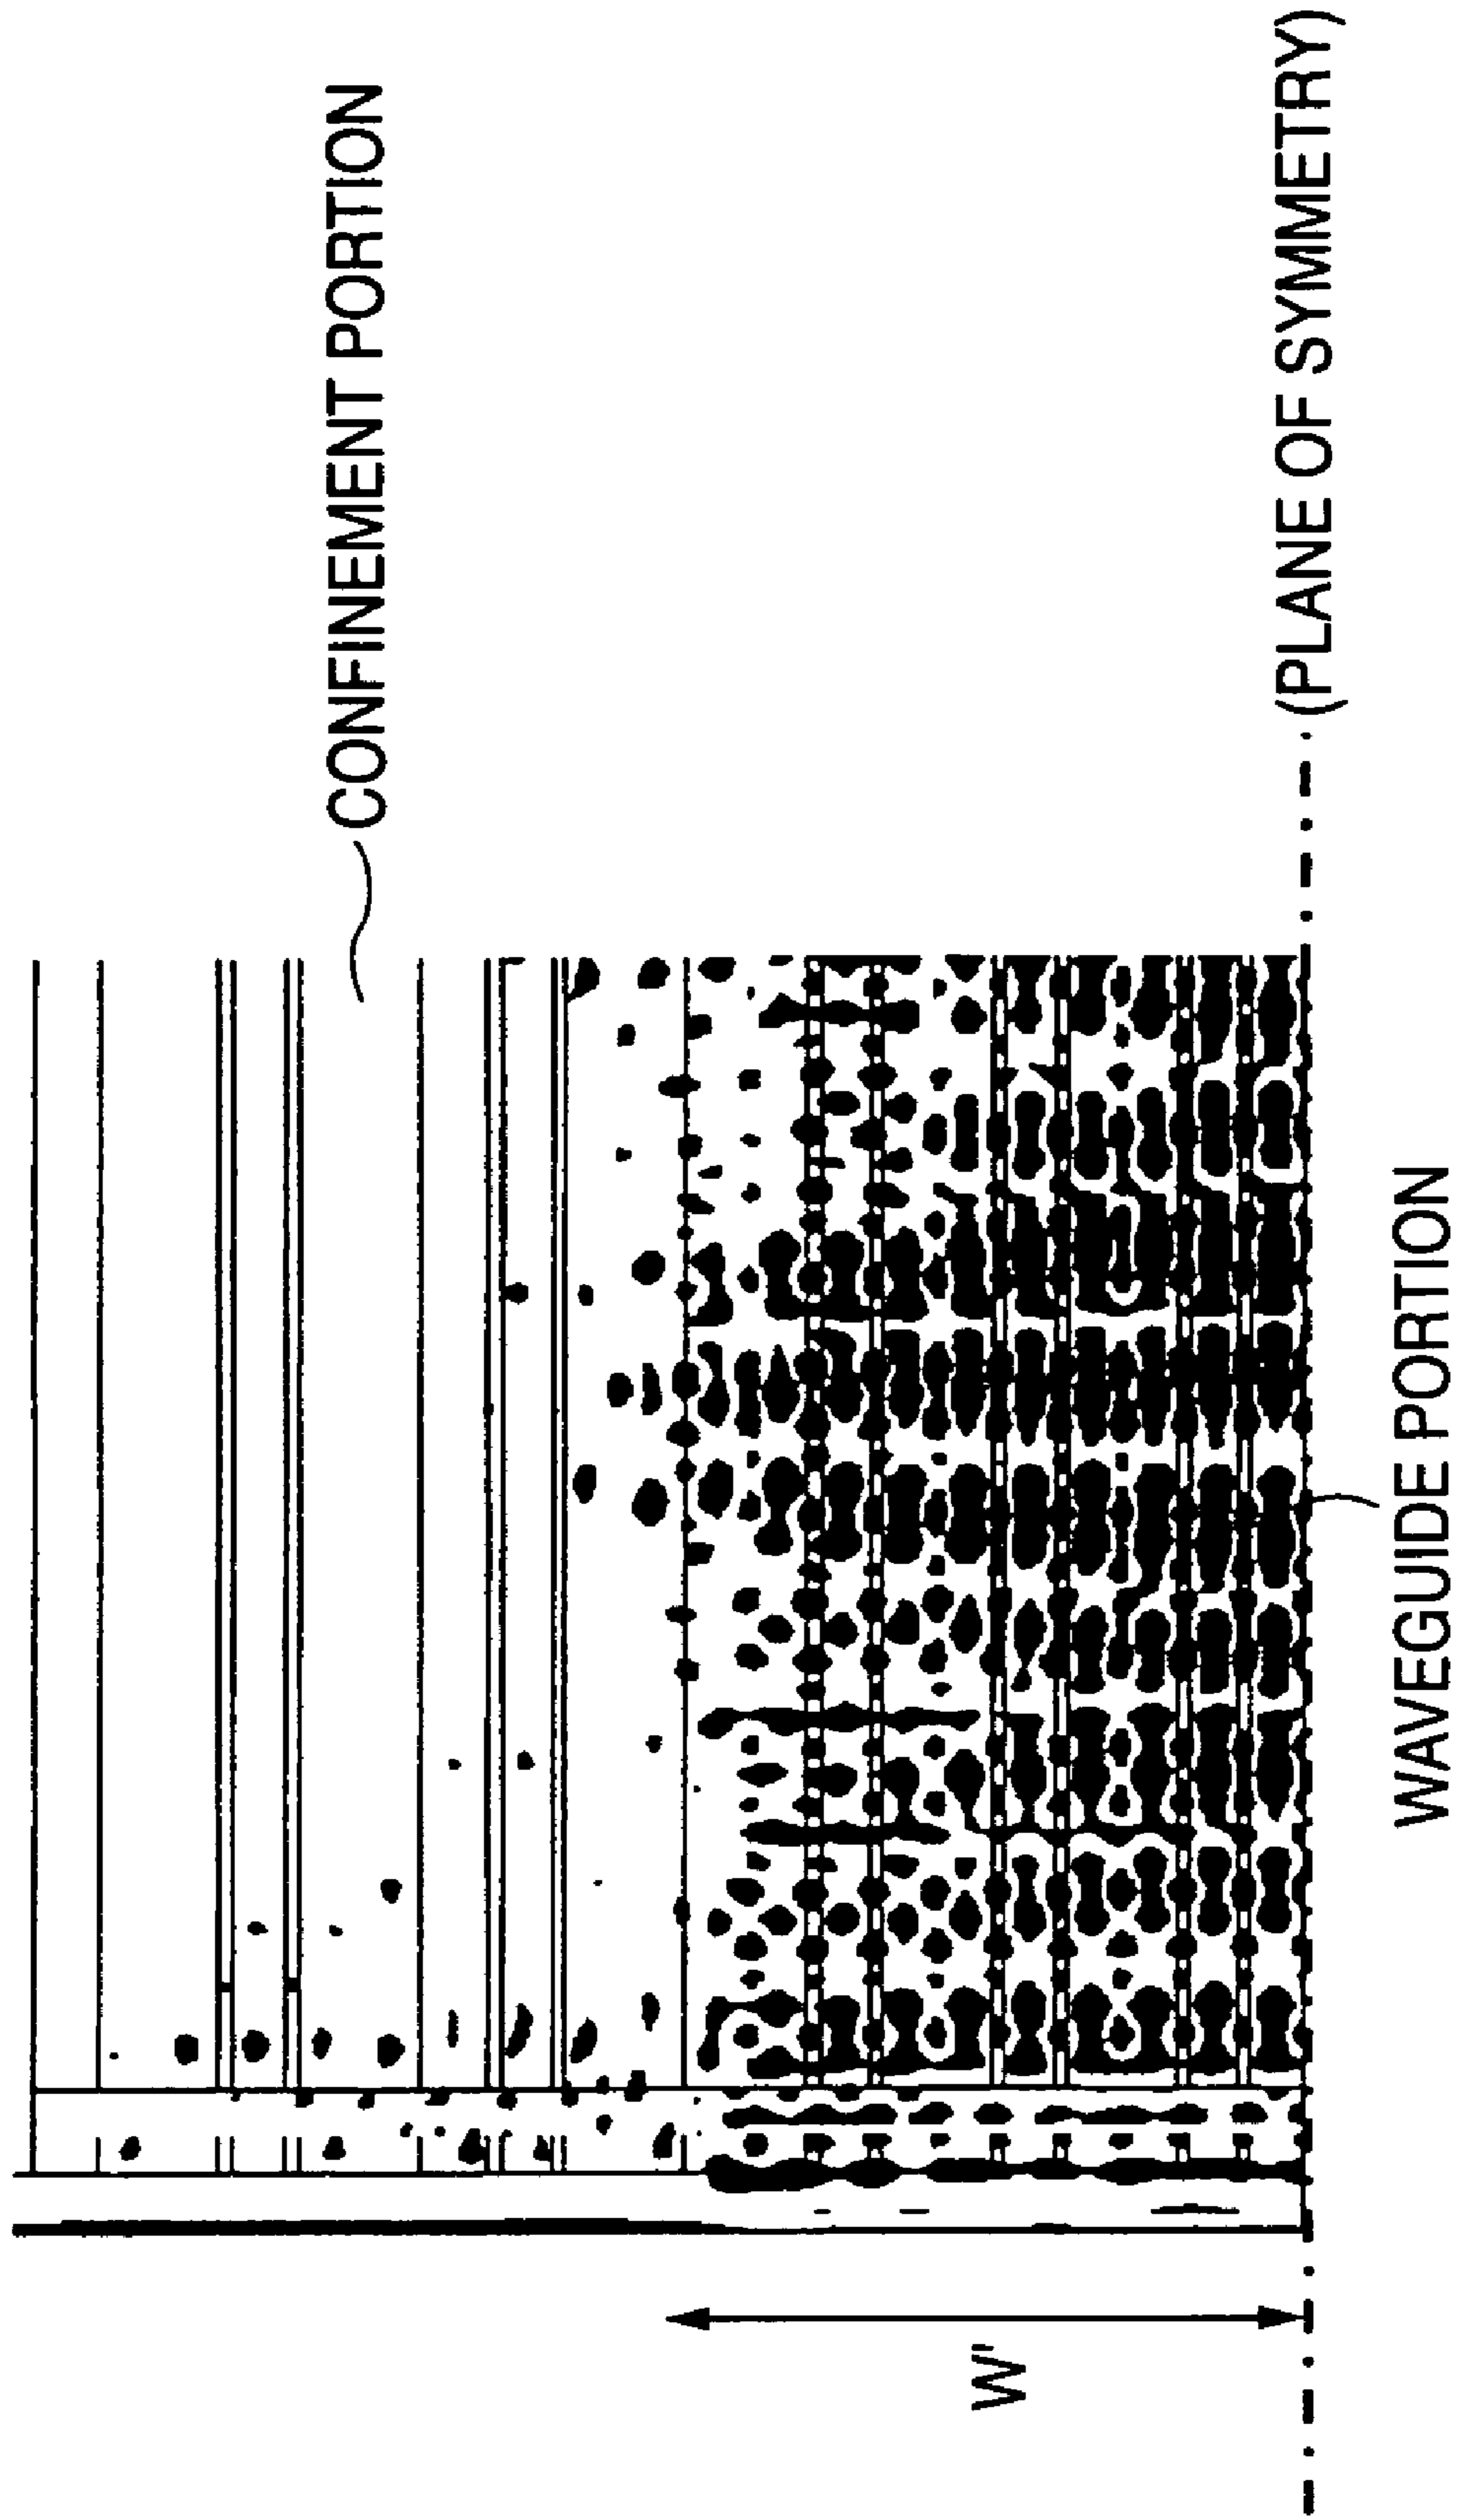 CONFINEMENT PORTION
(PLANE OF SYMMETRY)
WAVEGUIDE PORTION
W'